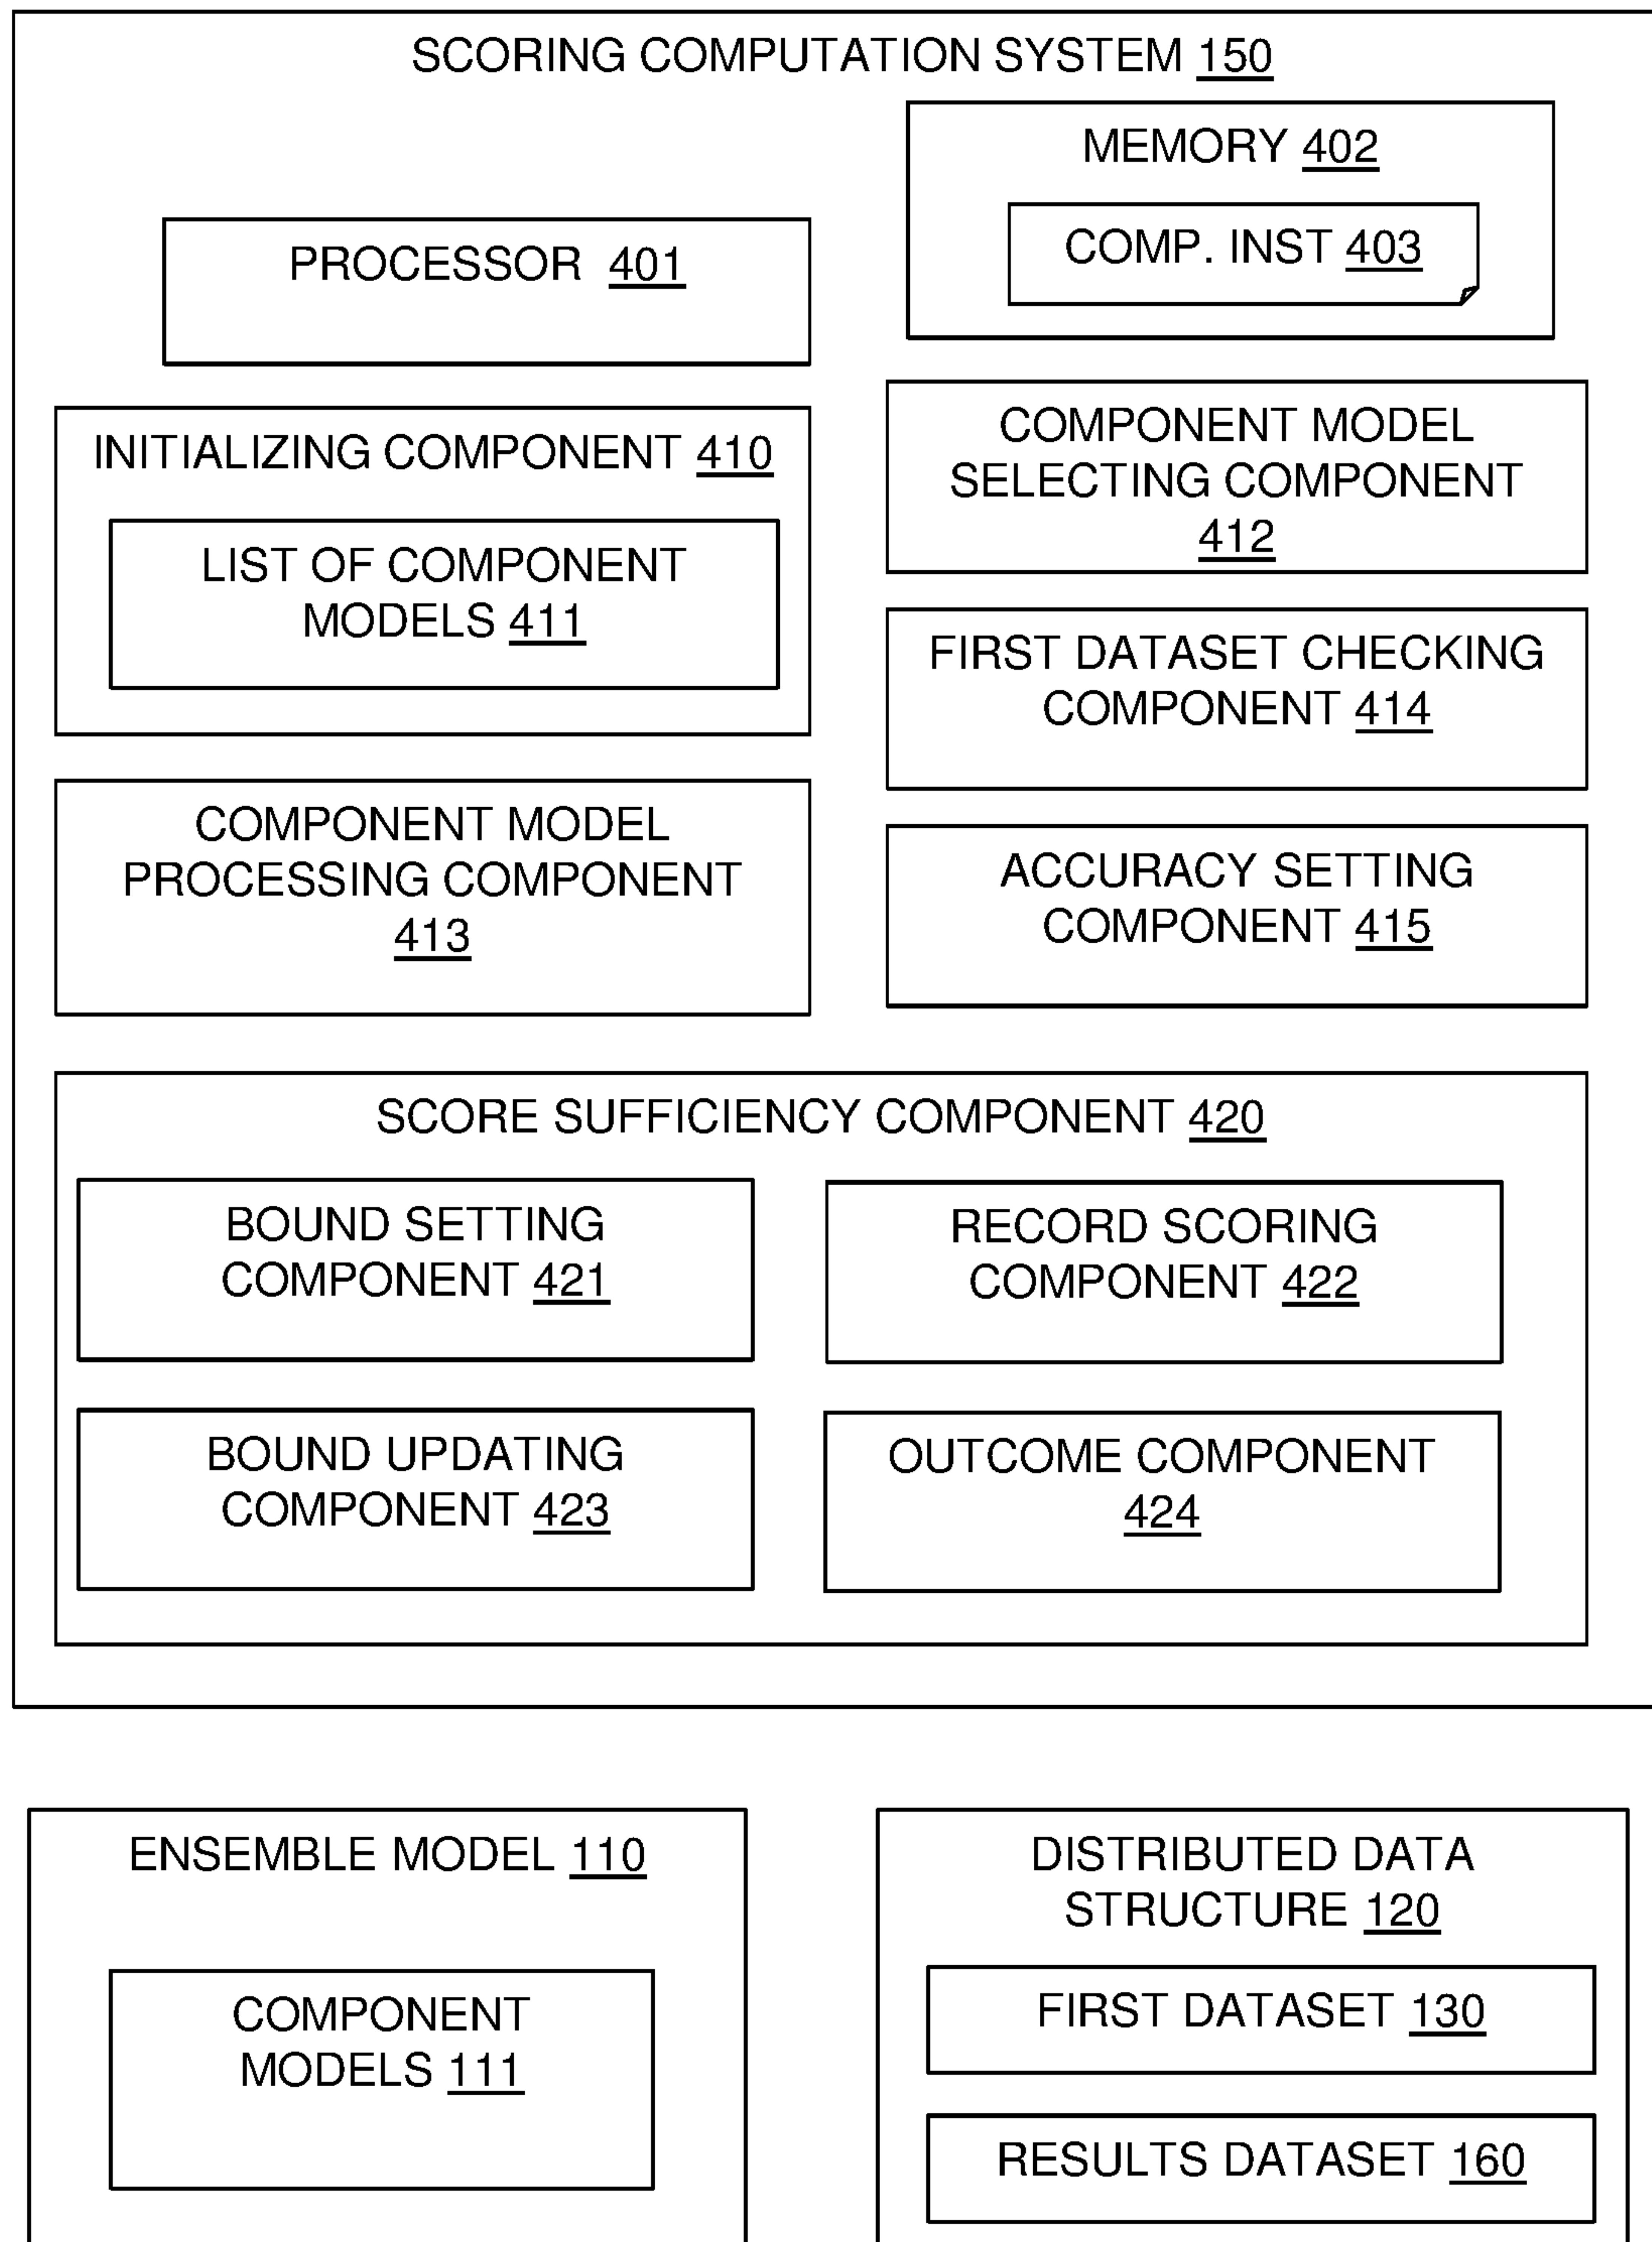 SCORING COMPUTATION SYSTEM 150
MEMORY 402
COMP. INST 403
PROCESSOR 401
INITIALIZING COMPONENT 410
LIST OF COMPONENT
MODELS 411
COMPONENT MODEL
SELECTING COMPONENT
412
FIRST DATASET CHECKING
COMPONENT 414
COMPONENT MODEL
PROCESSING COMPONENT
413
ACCURACY SETTING
COMPONENT 415
SCORE SUFFICIENCY COMPONENT 420
BOUND SETTING
COMPONENT 421
RECORD SCORING
COMPONENT 422
BOUND UPDATING
COMPONENT 423
OUTCOME COMPONENT
424
ENSEMBLE MODEL 110
COMPONENT
MODELS 111
DISTRIBUTED DATA
STRUCTURE 120
FIRST DATASET 130
RESULTS DATASET 160